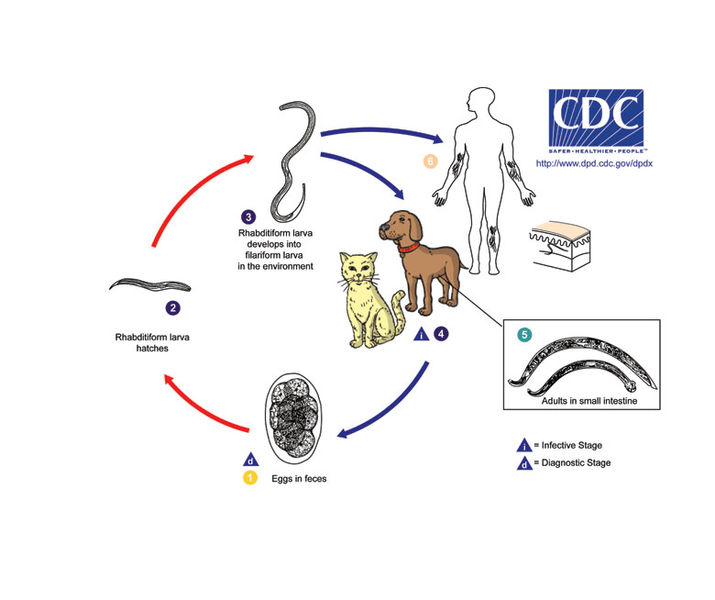 CDC
SAFER • HEALTHIER • PEOPLE™
http://www.dpd.cdc.gov/dpdx
6
3
Rhabditiform larva
develops into
filariform larva
in the environment
2
Rhabditiform larva
hatches
i 4
5
Adults in small intestine
i = Infective Stage
d = Diagnostic Stage
d
1 Eggs in feces